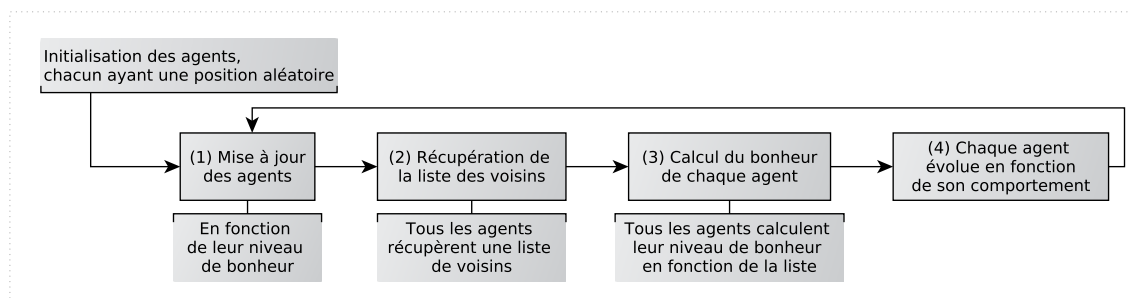 Initialisation des agents,
chacun ayant une position aléatoire
(1) Mise à jour
des agents
(2) Récupération de
la liste des voisins
(3) Calcul du bonheur
de chaque agent
(4) Chaque agent
évolue en fonction
de son comportement
En fonction
de leur niveau
de bonheur
Tous les agents
récupèrent une liste
de voisins
Tous les agents calculent
leur niveau de bonheur
en fonction de la liste